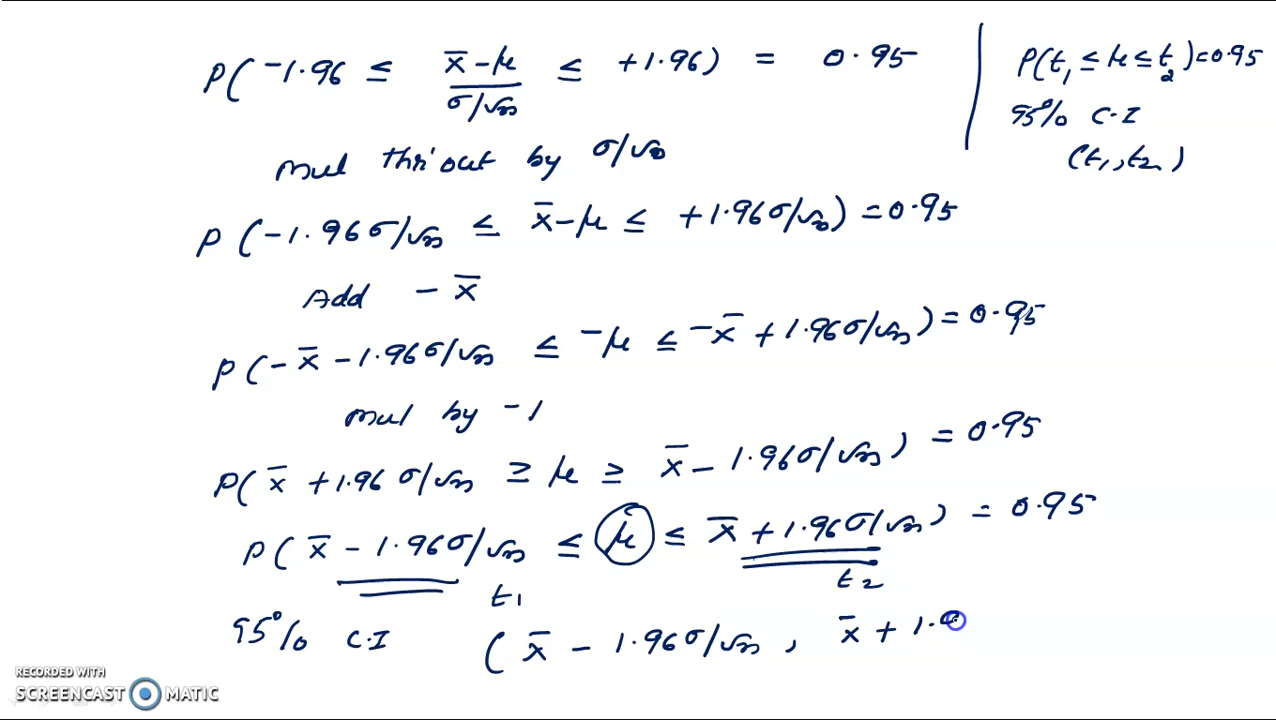 P(-1.96 ≤ (x̄-μ)/(σ/√n) ≤ +1.96) = 0.95
P(t₁ ≤ μ ≤ t₂) = 0.95
95% C.I
(t₁, t₂)
mul thr'out by σ/√n
P(-1.96σ/√n ≤ x̄-μ ≤ +1.96σ/√n) = 0.95
Add -x̄
P(-x̄ - 1.96σ/√n ≤ -μ ≤ -x̄ + 1.96σ/√n) = 0.95
mul by -1
P(x̄ + 1.96σ/√n ≥ μ ≥ x̄ - 1.96σ/√n) = 0.95
P(x̄ - 1.96σ/√n ≤ μ ≤ x̄ + 1.96σ/√n) = 0.95
t₁ t₂
95% C.I (x̄ - 1.96σ/√n, x̄ + 1.9
RECORDED WITH
SCREENCAST MATIC